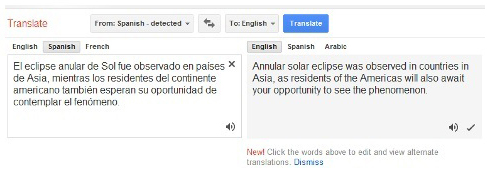 Translate
From: Spanish - detected
To: English
Translate
English Spanish French
English Spanish Arabic
El eclipse anular de Sol fue observado en países
de Asia, mientras los residentes del continente
americano también esperan su oportunidad de
contemplar el fenómeno.
Annular solar eclipse was observed in countries in
Asia, as residents of the Americas will also await
your opportunity to see the phenomenon.
New! Click the words above to edit and view alternate
translations. Dismiss